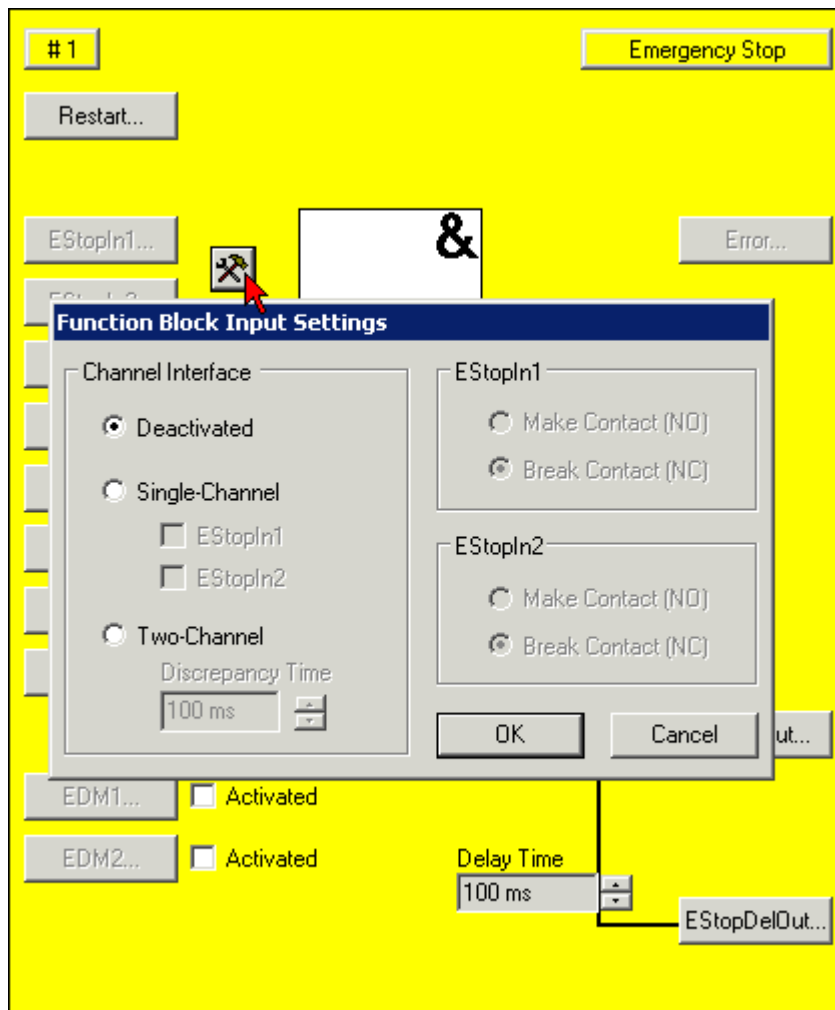 # 1
Emergency Stop
Restart...
EStopIn1...
&
Error...
Function Block Input Settings
Channel Interface
Deactivated
Single-Channel
EStopIn1
EStopIn2
Two-Channel
Discrepancy Time
100 ms
EStopIn1
Make Contact (NO)
Break Contact (NC)
EStopIn2
Make Contact (NO)
Break Contact (NC)
OK
Cancel
ut...
EDM1...
Activated
EDM2...
Activated
Delay Time
100 ms
EStopDelOut...